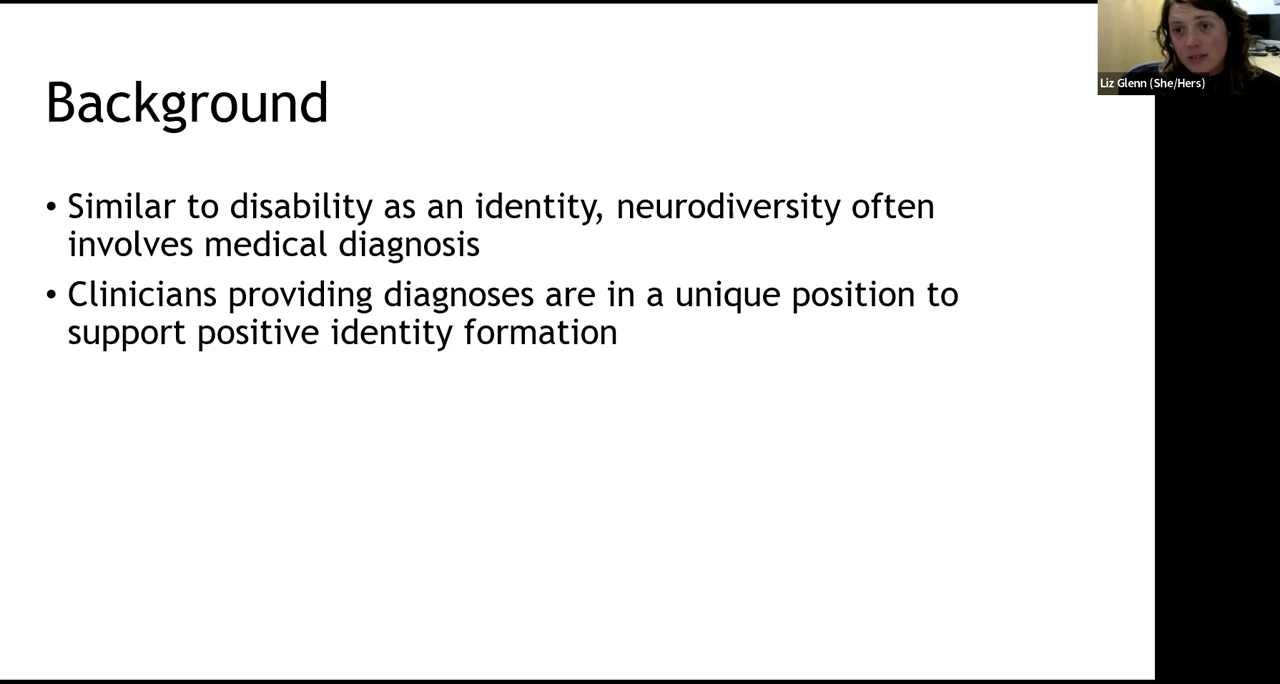 Liz Glenn (She/Hers)
Background
• Similar to disability as an identity, neurodiversity often
involves medical diagnosis
• Clinicians providing diagnoses are in a unique position to
support positive identity formation